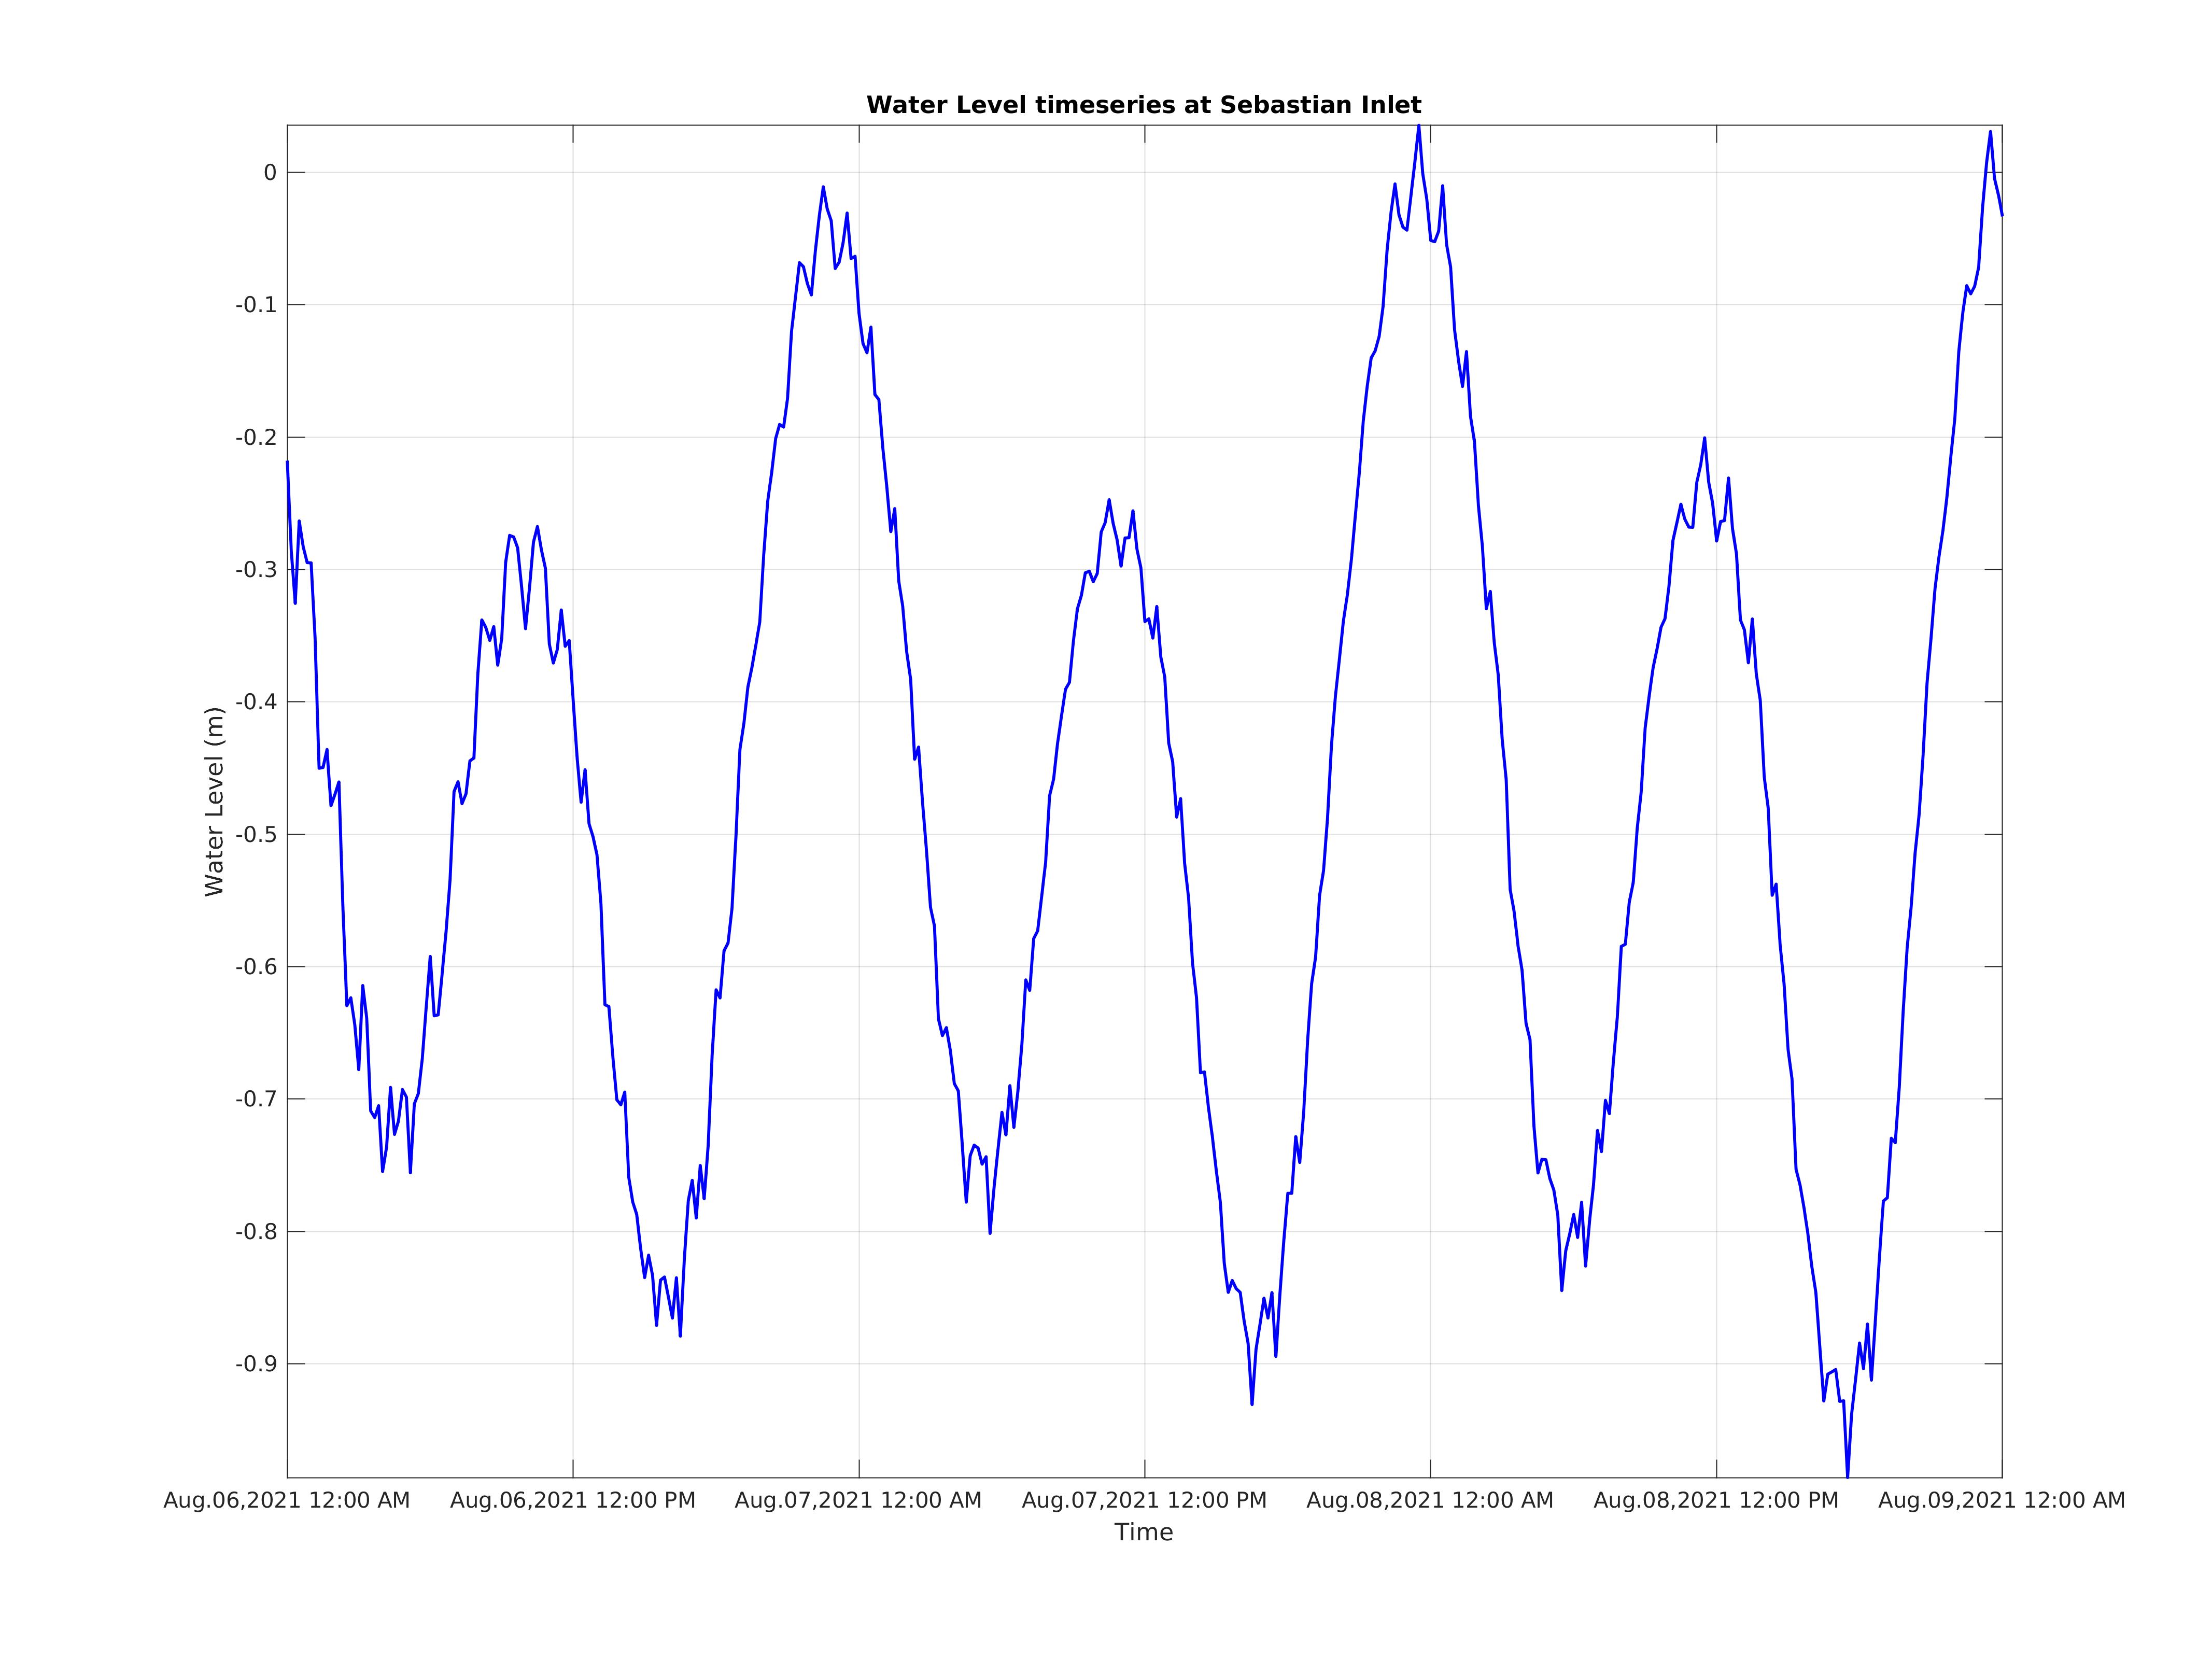 Water Level timeseries at Sebastian Inlet
0
-0.1
-0.2
-0.3
-0.4
-0.5
-0.6
-0.7
-0.8
-0.9
Water Level (m)
Aug.06,2021 12:00 AM
Aug.06,2021 12:00 PM
Aug.07,2021 12:00 AM
Aug.07,2021 12:00 PM
Aug.08,2021 12:00 AM
Aug.08,2021 12:00 PM
Aug.09,2021 12:00 AM
Time